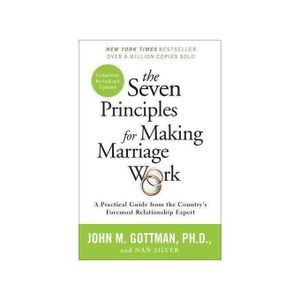 NEW YORK TIMES BESTSELLER
OVER A MILLION COPIES SOLD
Completely
Revised and
Updated!
the
Seven
Principles
for Making
Marriage
Work
A Practical Guide from the Country's
Foremost Relationship Expert
JOHN M. GOTTMAN, PH.D.,
and NAN SILVER